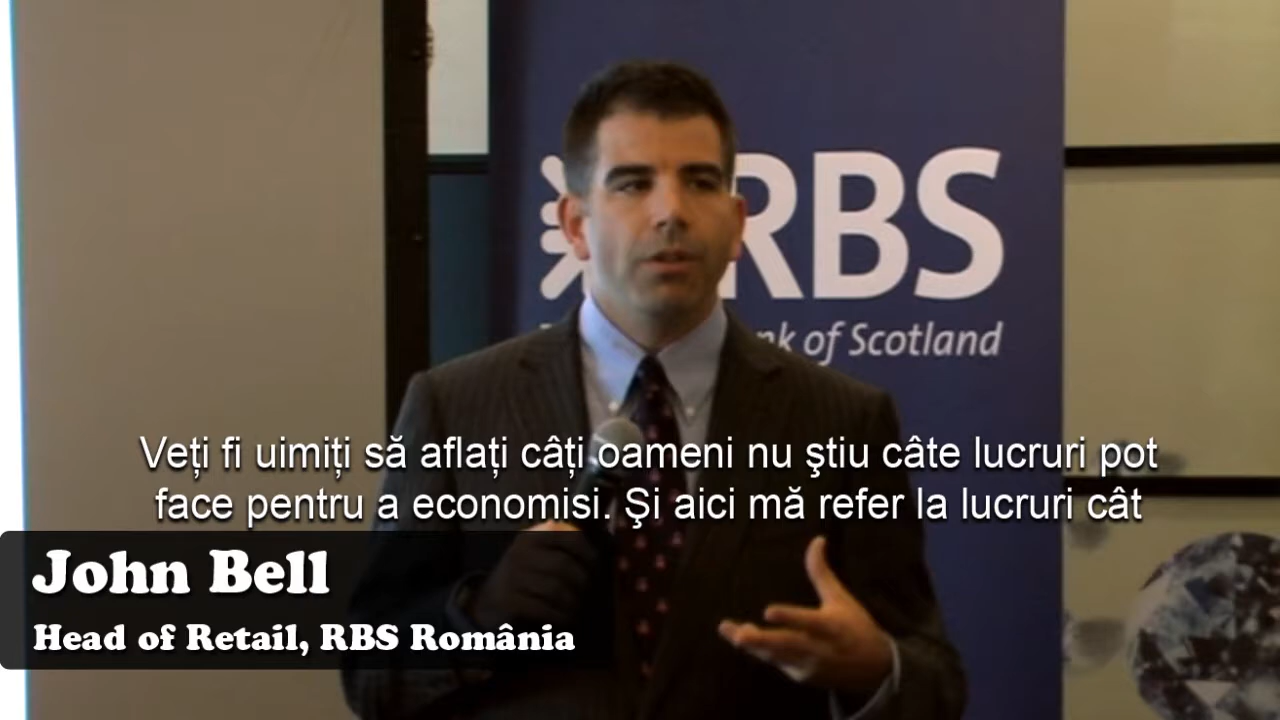 RBS
of Scotland
Veți fi uimiți să aflați câți oameni nu ştiu câte lucruri pot
face pentru a economisi. Şi aici mă refer la lucruri cât
John Bell
Head of Retail, RBS România